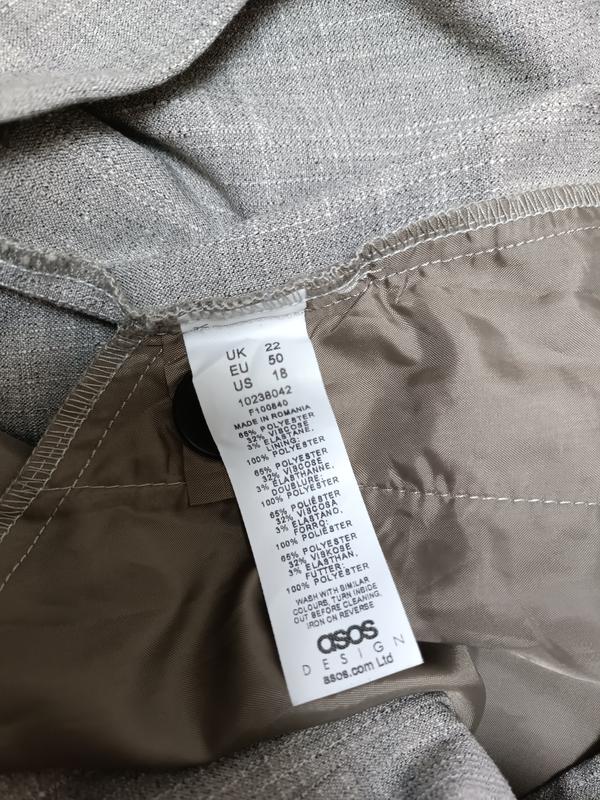 UK 22
EU 50
US 18
10238042
F100840
MADE IN ROMANIA
65% POLYESTER
32% VISCOSE
3% ELASTANE.
LINING:
100% POLYESTER
65% POLYESTER
32% VISCOSE
3% ELASTHANNE.
DOUBLURE:
100% POLYESTER
65% POLIÉSTER
32% VISCOSA
3% ELASTANO.
FORRO:
100% POLIÉSTER
65% POLYESTER
32% VISKOSE
3% ELASTHAN.
FUTTER:
100% POLYESTER
WASH WITH SIMILAR
COLOURS, TURN INSIDE
OUT BEFORE CLEANING.
IRON ON REVERSE
asos
DESIGN
asos.com Ltd